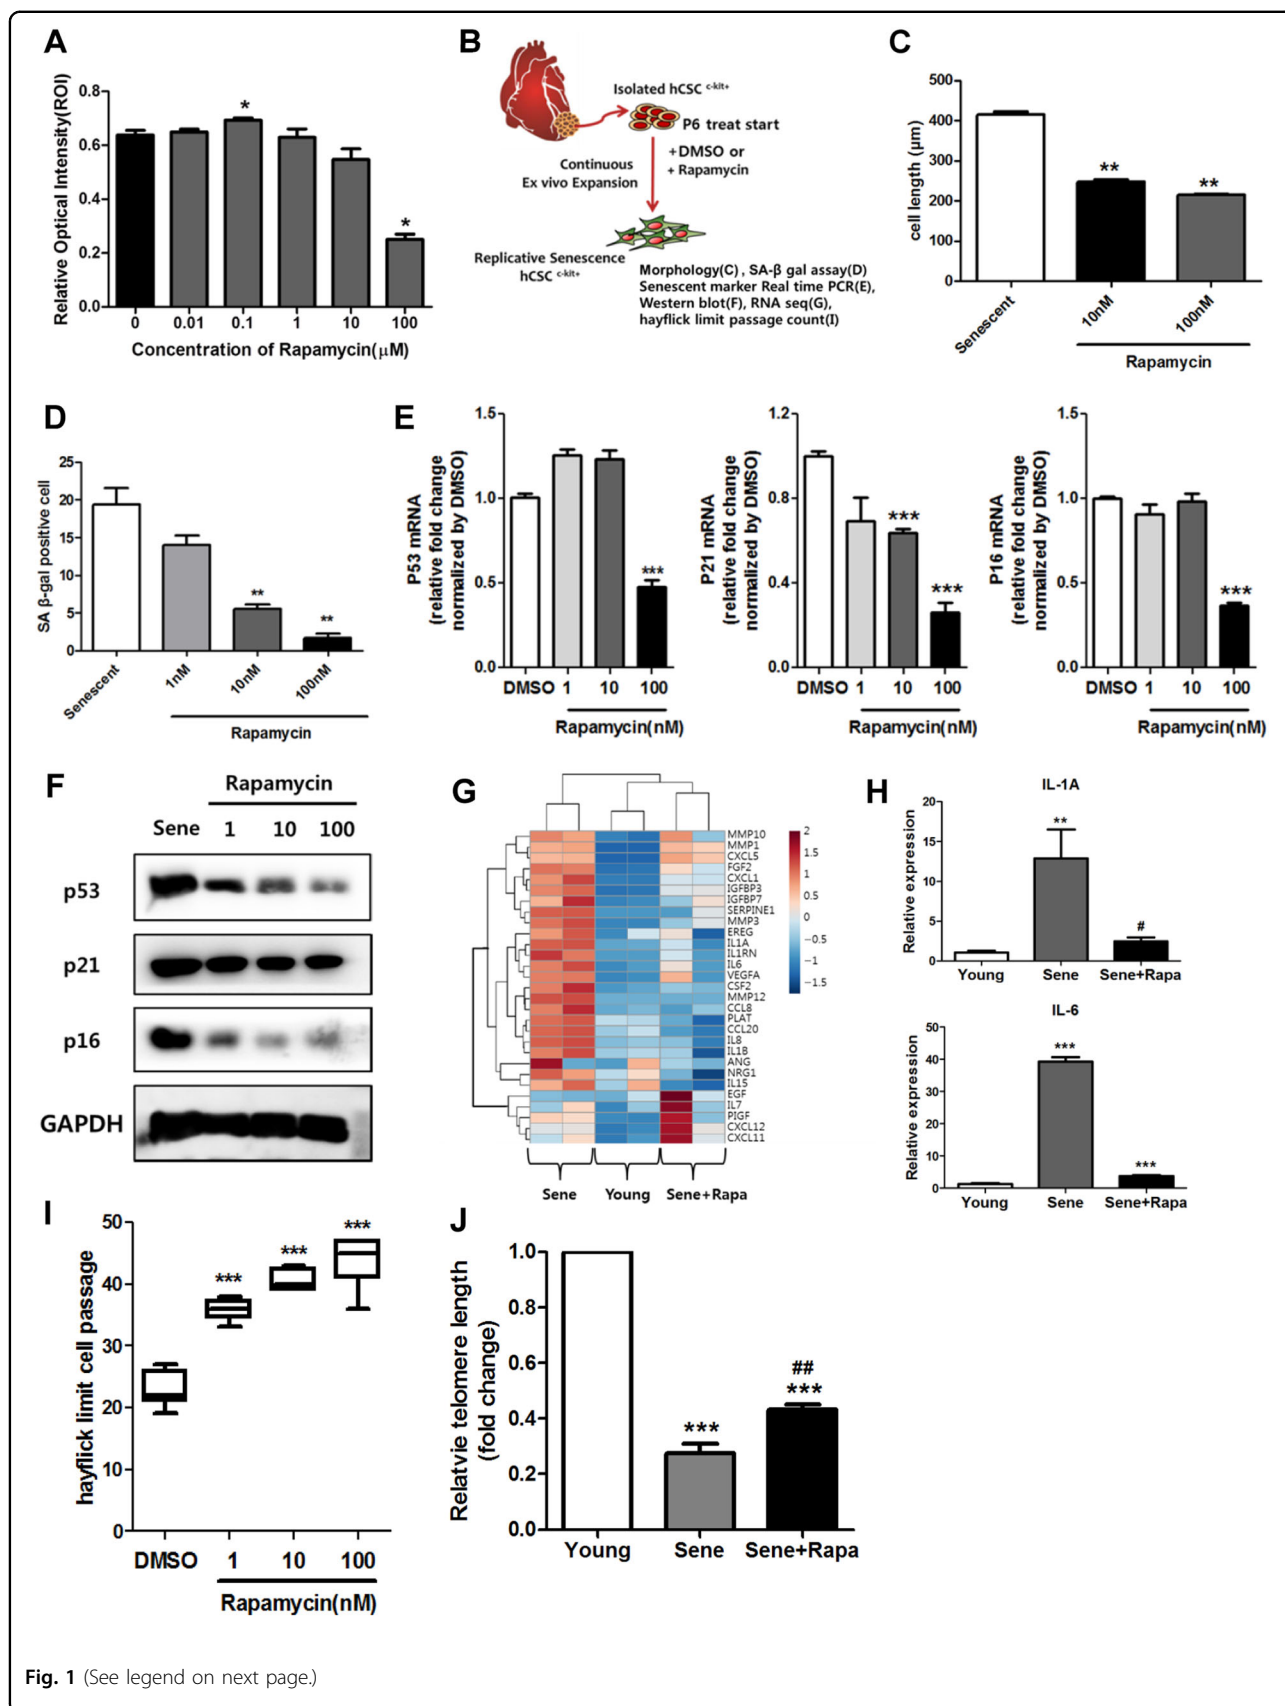 A
Relative Optical Intensity(ROI)
0.8
0.6
0.4
0.2
0.0
*
*
0 0.01 0.1 1 10 100
Concentration of Rapamycin(μM)
B
Isolated hCSC c-kit+
P6 treat start
+DMSO or
+ Rapamycin
Continuous
Ex vivo Expansion
Replicative Senescence
hCSC c-kit+
Morphology(C) , SA-β gal assay(D)
Senescent marker Real time PCR(E),
Western blot(F), RNA seq(G),
hayflick limit passage count(I)
C
cell length (μm)
500
400
300
200
100
0
**
**
Senescent
10nM
100nM
Rapamycin
D
SA β-gal positive cell
25
20
15
10
5
0
**
**
Senescent
1nM
10nM
100nM
Rapamycin
E
P53 mRNA
(relative fold change
normalized by DMSO)
1.5
1.0
0.5
0.0
***
DMSO 1 10 100
Rapamycin(nM)
P21 mRNA
(relative fold change
normalized by DMSO)
1.2
0.8
0.4
0.0
***
***
DMSO 1 10 100
Rapamycin(nM)
P16 mRNA
(relative fold change
normalized by DMSO)
1.5
1.0
0.5
0.0
***
DMSO 1 10 100
Rapamycin(nM)
F
Rapamycin
Sene 1 10 100
p53
p21
p16
GAPDH
G
MMP10
MMP1
CXCL5
FGF2
CXCL1
IGFBP3
IGFBP7
SERPINE1
MMP3
EREG
IL1A
IL1RN
IL6
VEGFA
CSF2
MMP12
CCL8
PLAT
CCL20
IL8
IL1B
ANG
NRG1
IL15
EGF
IL7
PIGF
CXCL12
CXCL11
2
1.5
1
0.5
0
−0.5
−1
−1.5
Sene Young Sene+Rapa
H
IL-1A
Relative expression
20
15
10
5
0
**
#
Young Sene Sene+Rapa
IL-6
Relative expression
50
40
30
20
10
0
***
***
Young Sene Sene+Rapa
I
hayflick limit cell passage
50
40
30
20
10
0
***
***
***
DMSO 1 10 100
Rapamycin(nM)
J
Relatvie telomere length
(fold change)
1.0
0.8
0.6
0.4
0.2
0.0
***
##
***
Young Sene Sene+Rapa
Fig. 1 (See legend on next page.)